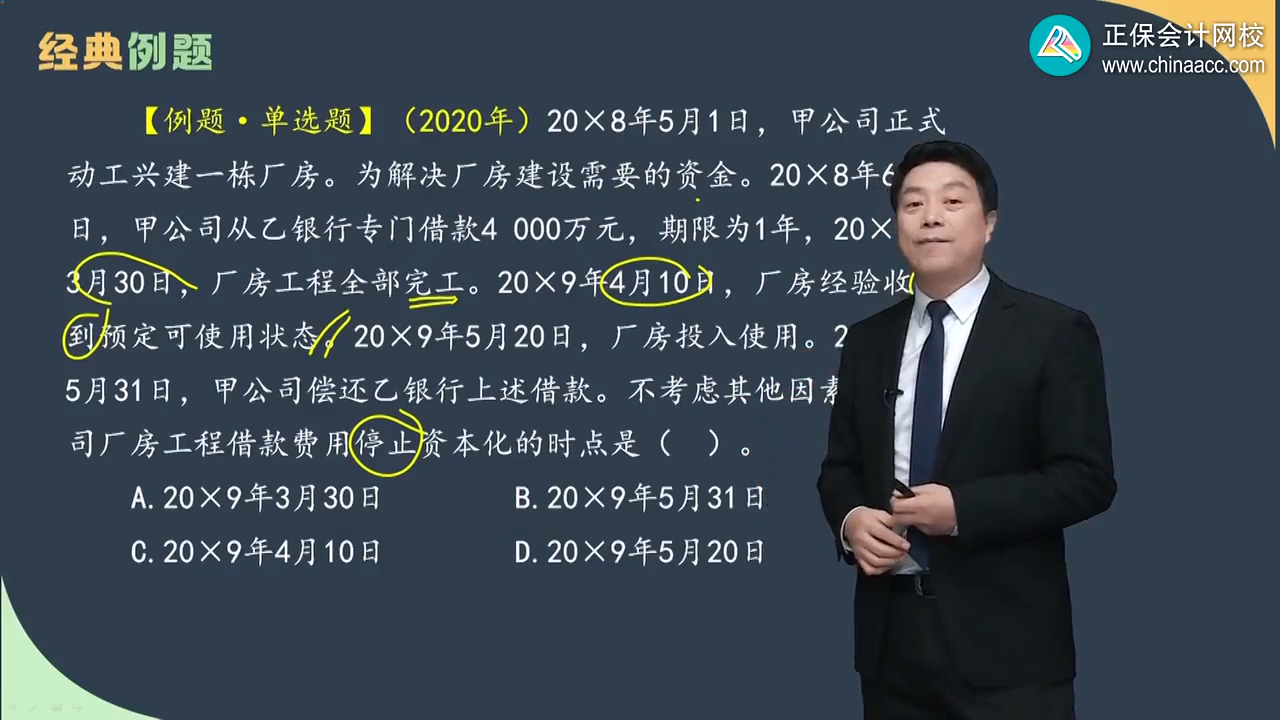 经典例题
正保会计网校
www.chinaacc.com
【例题·单选题】（2020年）20×8年5月1日，甲公司正式
动工兴建一栋厂房。为解决厂房建设需要的资金。20×8年6
日，甲公司从乙银行专门借款4 000万元，期限为1年，20×
3月30日，厂房工程全部完工。20×9年4月10日，厂房经验收
到预定可使用状态。20×9年5月20日，厂房投入使用。2
5月31日，甲公司偿还乙银行上述借款。不考虑其他因素
司厂房工程借款费用停止资本化的时点是（ ）。
A.20×9年3月30日 B.20×9年5月31日
C.20×9年4月10日 D.20×9年5月20日